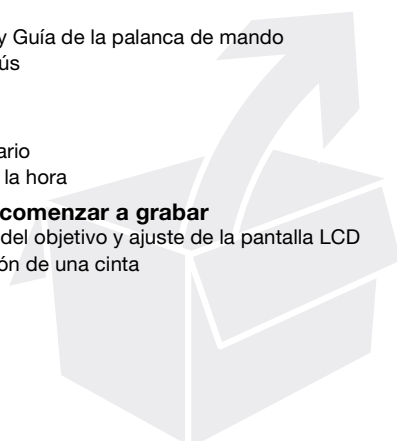 y Guía de la palanca de mando
ús
ario
la hora
comenzar a grabar
del objetivo y ajuste de la pantalla LCD
ón de una cinta